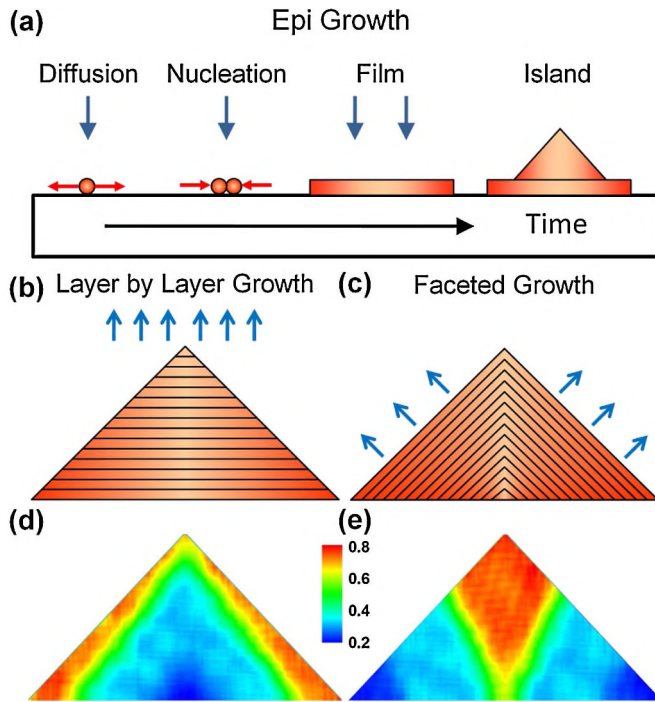 (a) Epi Growth
Diffusion Nucleation Film Island
Time
(b) Layer by Layer Growth
(c) Faceted Growth
(d)
(e)
0.8
0.6
0.4
0.2